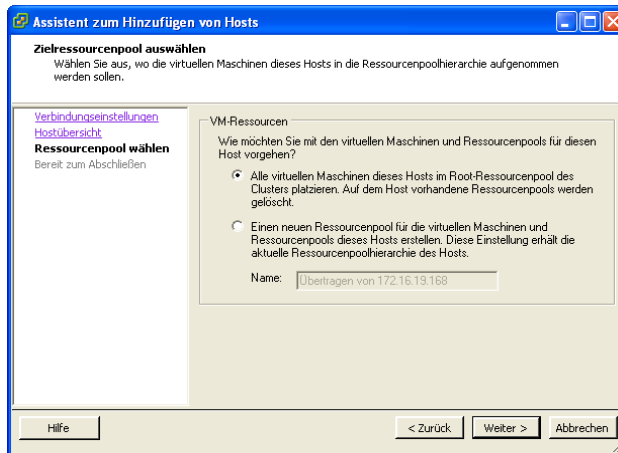 Assistent zum Hinzufügen von Hosts
Zielressourcenpool auswählen
Wählen Sie aus, wo die virtuellen Maschinen dieses Hosts in die Ressourcenpoolhierarchie aufgenommen
werden sollen.
Verbindungseinstellungen
Hostübersicht
Ressourcenpool wählen
Bereit zum Abschließen
VM-Ressourcen
Wie möchten Sie mit den virtuellen Maschinen und Ressourcenpools für diesen
Host vorgehen?
Alle virtuellen Maschinen dieses Hosts im Root-Ressourcenpool des
Clusters platzieren. Auf dem Host vorhandene Ressourcenpools werden
gelöscht.
Einen neuen Ressourcenpool für die virtuellen Maschinen und
Ressourcenpools dieses Hosts erstellen. Diese Einstellung erhält die
aktuelle Ressourcenpoolhierarchie des Hosts.
Name: Übertragen von 172.16.19.168
Hilfe < Zurück Weiter > Abbrechen